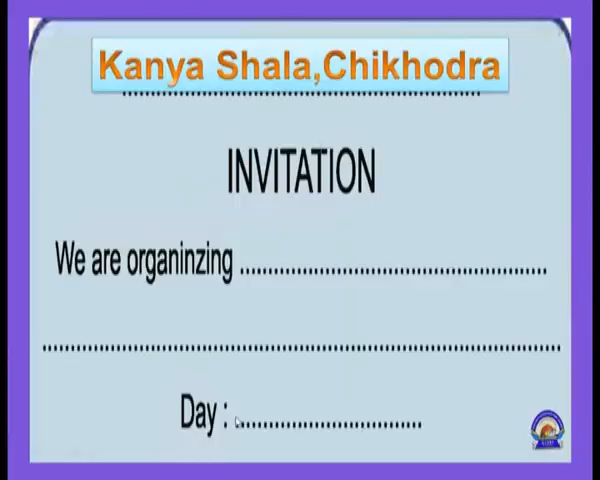 Kanya Shala,Chikhodra
INVITATION
We are organinzing ......................................................
..........................................................................................
Day : .................................